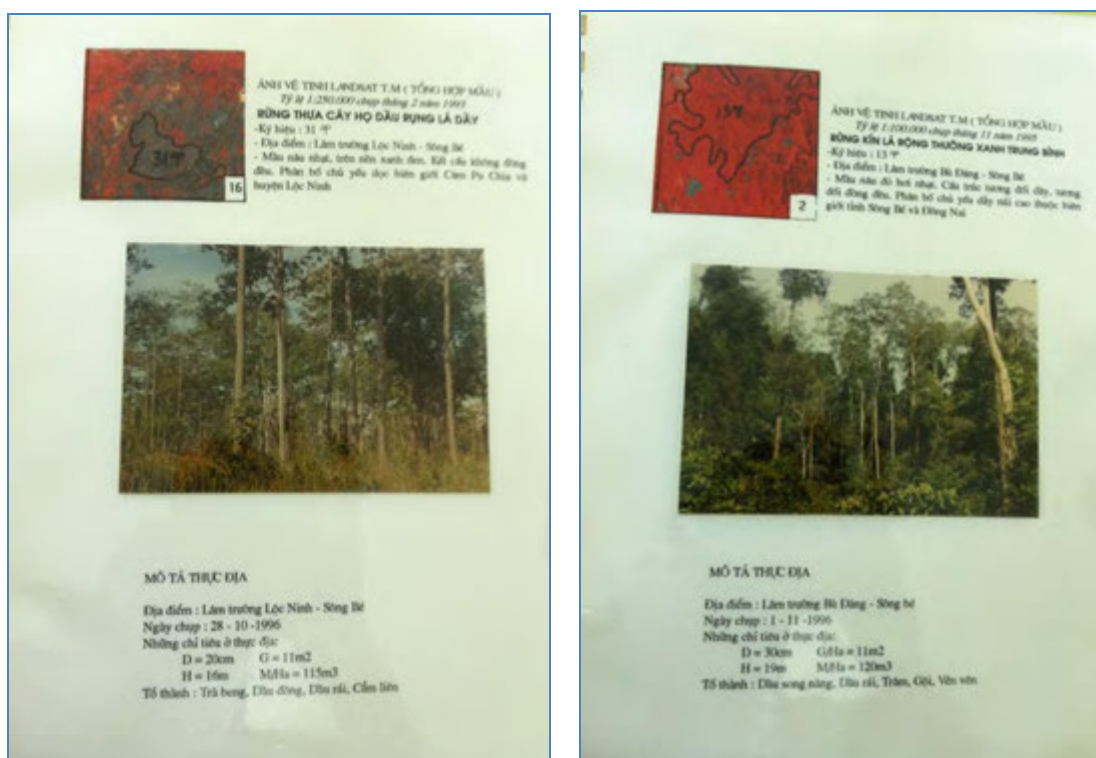 31 ♈
16
ẢNH VỆ TINH LANDSAT T.M ( TỔNG HỢP MẦU )
Tỷ lệ 1:250.000 chụp tháng 2 năm 1993
RỪNG THƯA CÂY HỌ DẦU RỤNG LÁ DẦY
-Ký hiệu : 31
- Địa điểm : Lâm trường Lộc Ninh - Sông Bé
- Mầu nâu nhạt, trên nền xanh đen. Kết cấu không đồng
đều. Phân bố chủ yếu dọc biên giới Căm Pu Chia và
huyện Lộc Ninh
MÔ TẢ THỰC ĐỊA
Địa điểm : Lâm trường Lộc Ninh - Sông Bé
Ngày chụp : 28 - 10 -1996
Những chỉ tiêu ở thực địa:
D = 20cm G = 11m2
H = 16m M/Ha = 115m3
Tổ thành : Trà beng, Dầu đồng, Dầu rái, Cẩm liên
13
2
ẢNH VỆ TINH LANDSAT T.M ( TỔNG HỢP MẦU )
Tỷ lệ 1:100.000 chụp tháng 11 năm 1995
RỪNG KÍN LÁ RỘNG THƯỜNG XANH TRUNG BÌNH
-Ký hiệu : 13
- Địa điểm : Lâm trường Bù Đăng - Sông Bé
- Mầu nâu đỏ hơi nhạt. Cấu trúc tương đối dày, tương
đối đồng đều. Phân bố chủ yếu dẫy núi cao thuộc biên
giới tỉnh Sông Bé và Đồng Nai
MÔ TẢ THỰC ĐỊA
Địa điểm : Lâm trường Bù Đăng - Sông bé
Ngày chụp : 1 - 11 -1996
Những chỉ tiêu ở thực địa:
D = 30cm G/Ha = 11m2
H = 19m M/Ha = 120m3
Tổ thành : Dầu song nàng, Dầu rái, Trâm, Gội, Vên vên